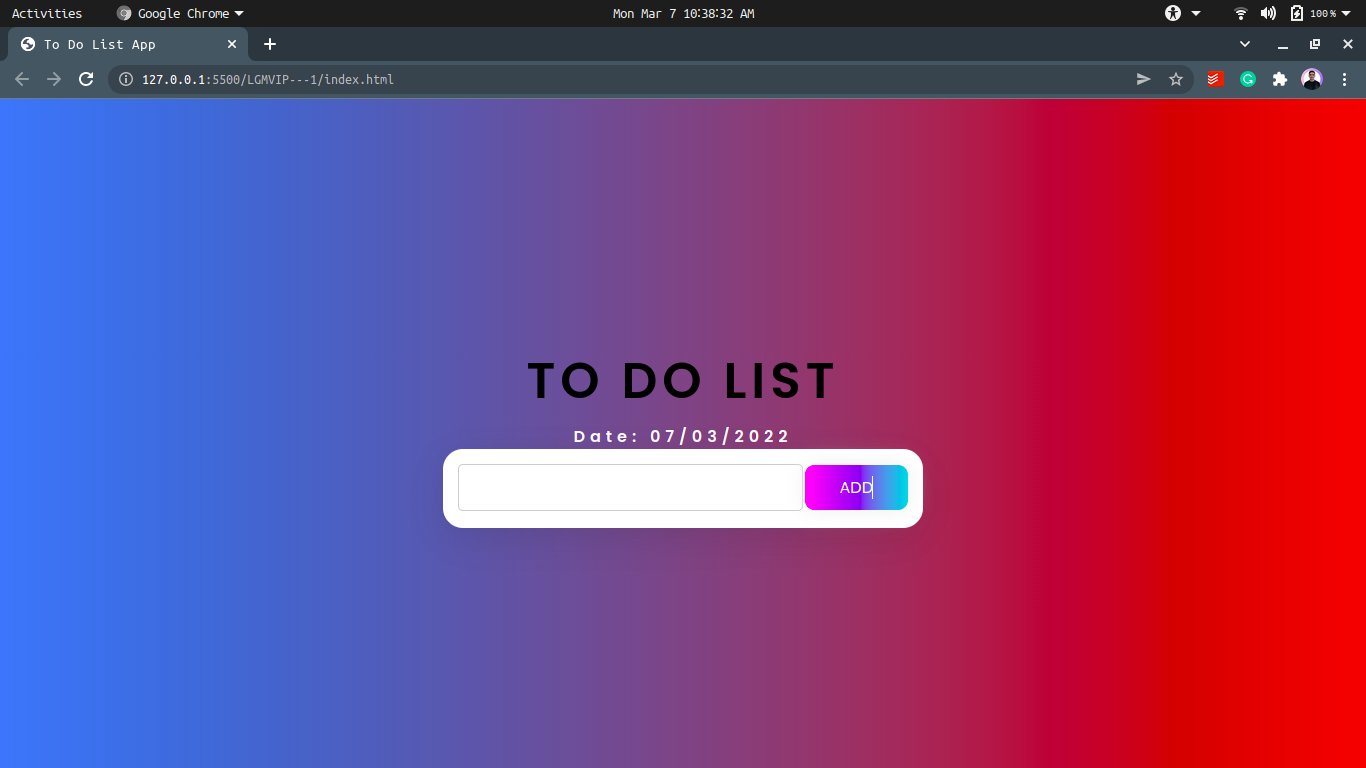 Activities Google Chrome Mon Mar 7 10:38:32 AM 100 %
To Do List App
127.0.0.1:5500/LGMVIP---1/index.html
TO DO LIST
Date: 07/03/2022
ADD